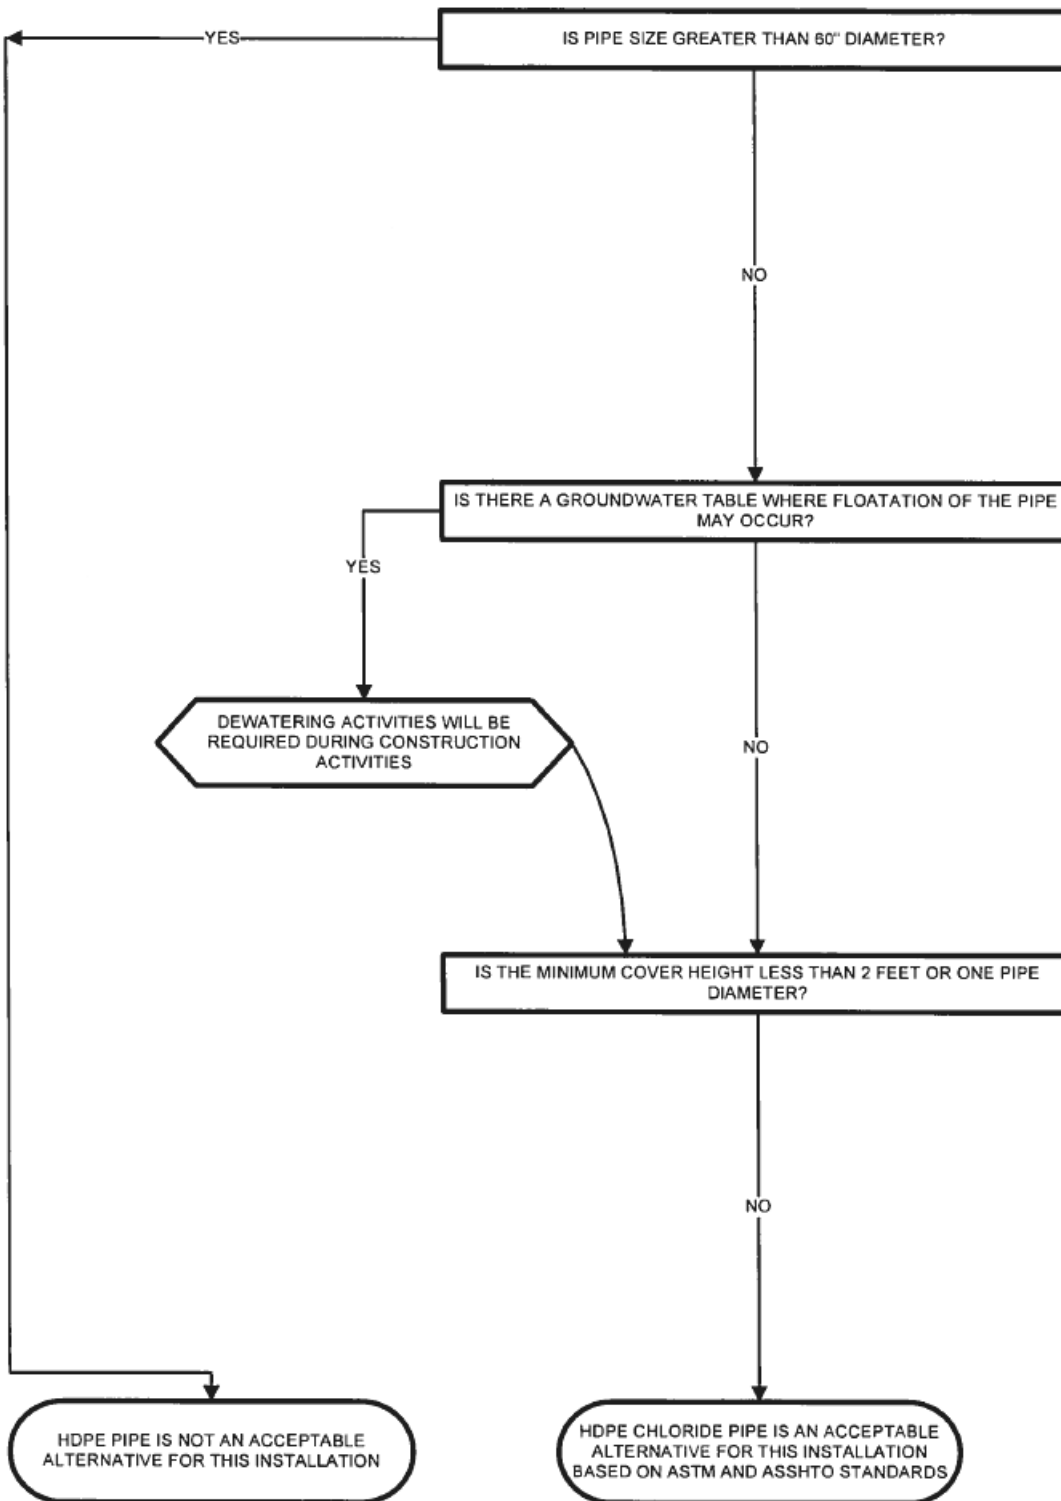 IS PIPE SIZE GREATER THAN 60" DIAMETER?
YES
NO
IS THERE A GROUNDWATER TABLE WHERE FLOATATION OF THE PIPE
MAY OCCUR?
YES
DEWATERING ACTIVITIES WILL BE
REQUIRED DURING CONSTRUCTION
ACTIVITIES
NO
IS THE MINIMUM COVER HEIGHT LESS THAN 2 FEET OR ONE PIPE
DIAMETER?
NO
HDPE PIPE IS NOT AN ACCEPTABLE
ALTERNATIVE FOR THIS INSTALLATION
HDPE CHLORIDE PIPE IS AN ACCEPTABLE
ALTERNATIVE FOR THIS INSTALLATION
BASED ON ASTM AND ASSHTO STANDARDS